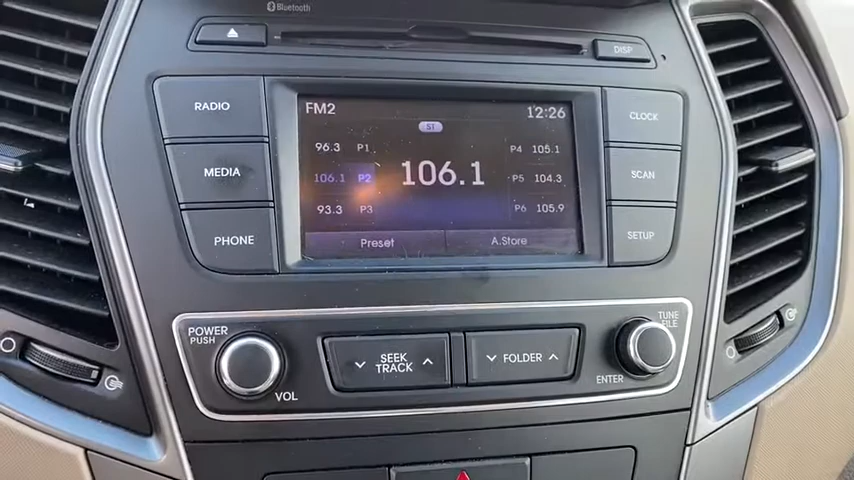 Bluetooth
DISP
RADIO
MEDIA
PHONE
FM2
12:26
ST
96.3 P1
106.1 P2
93.3 P3
106.1
P4 105.1
P5 104.3
P6 105.9
Preset
A.Store
CLOCK
SCAN
SETUP
POWER
PUSH
VOL
SEEK
TRACK
FOLDER
TUNE
FILE
ENTER